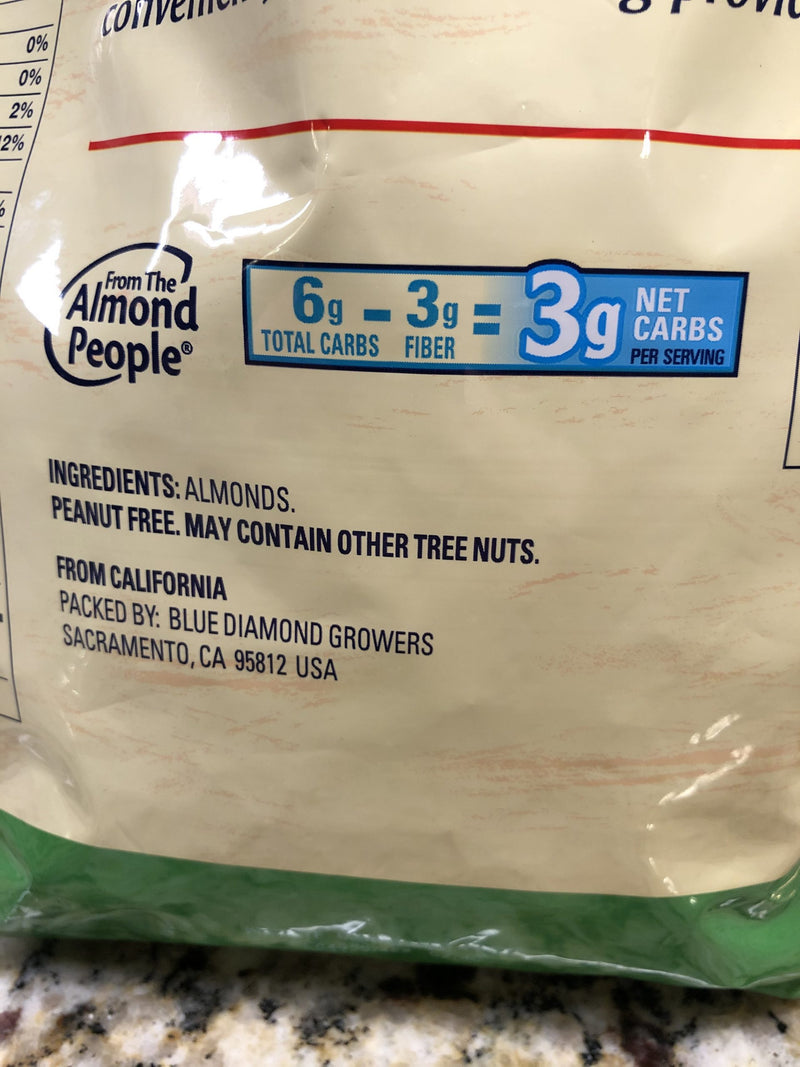 0%
0%
2%
2%
From The
Almond
People®
6g – 3g = 3g NET CARBS
TOTAL CARBS FIBER PER SERVING
INGREDIENTS: ALMONDS.
PEANUT FREE. MAY CONTAIN OTHER TREE NUTS.
FROM CALIFORNIA
PACKED BY: BLUE DIAMOND GROWERS
SACRAMENTO, CA 95812 USA